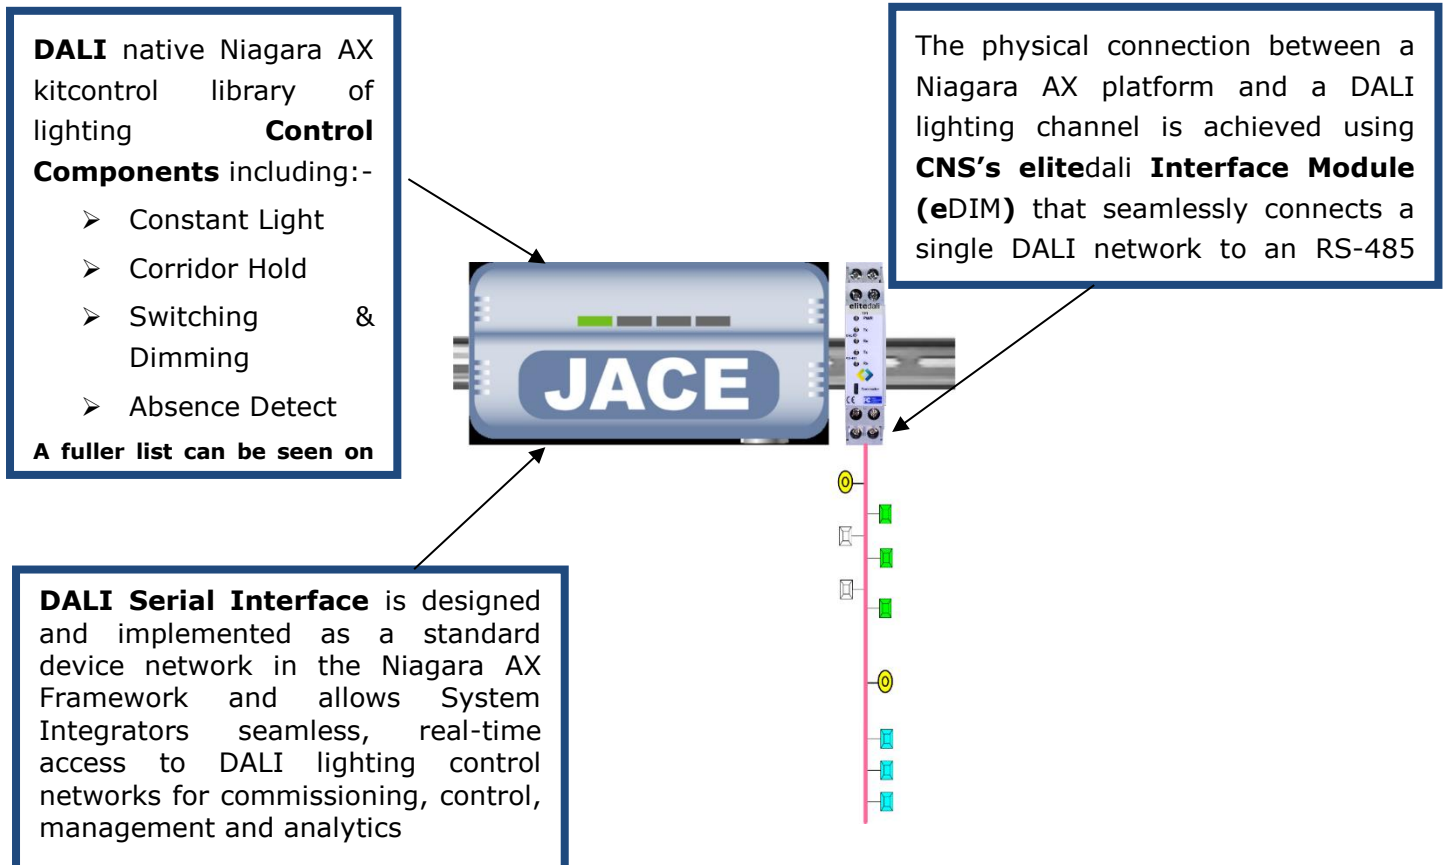 DALI native Niagara AX
kitcontrol library of
lighting Control
Components including:-
➢ Constant Light
➢ Corridor Hold
➢ Switching &
Dimming
➢ Absence Detect
A fuller list can be seen on
The physical connection between a
Niagara AX platform and a DALI
lighting channel is achieved using
CNS's elitedali Interface Module
(eDIM) that seamlessly connects a
single DALI network to an RS-485
JACE
elitedali
DALI Serial Interface is designed
and implemented as a standard
device network in the Niagara AX
Framework and allows System
Integrators seamless, real-time
access to DALI lighting control
networks for commissioning, control,
management and analytics